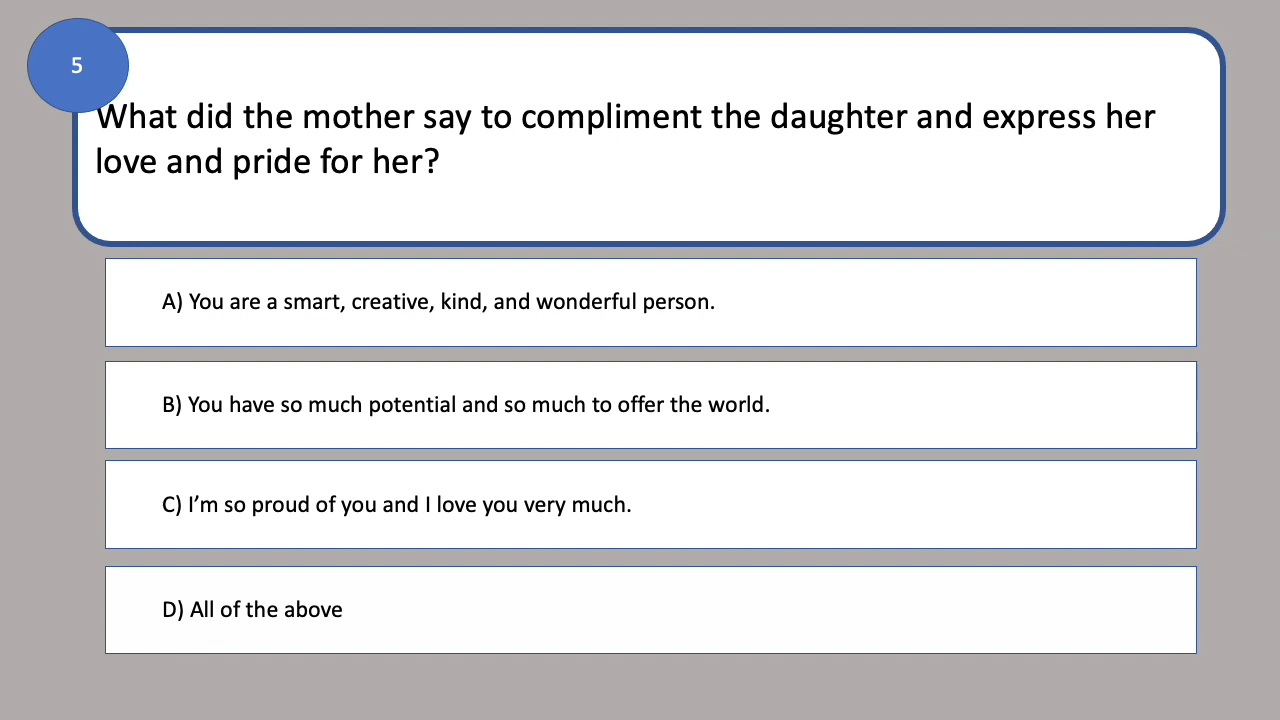 5
What did the mother say to compliment the daughter and express her
love and pride for her?
A) You are a smart, creative, kind, and wonderful person.
B) You have so much potential and so much to offer the world.
C) I’m so proud of you and I love you very much.
D) All of the above